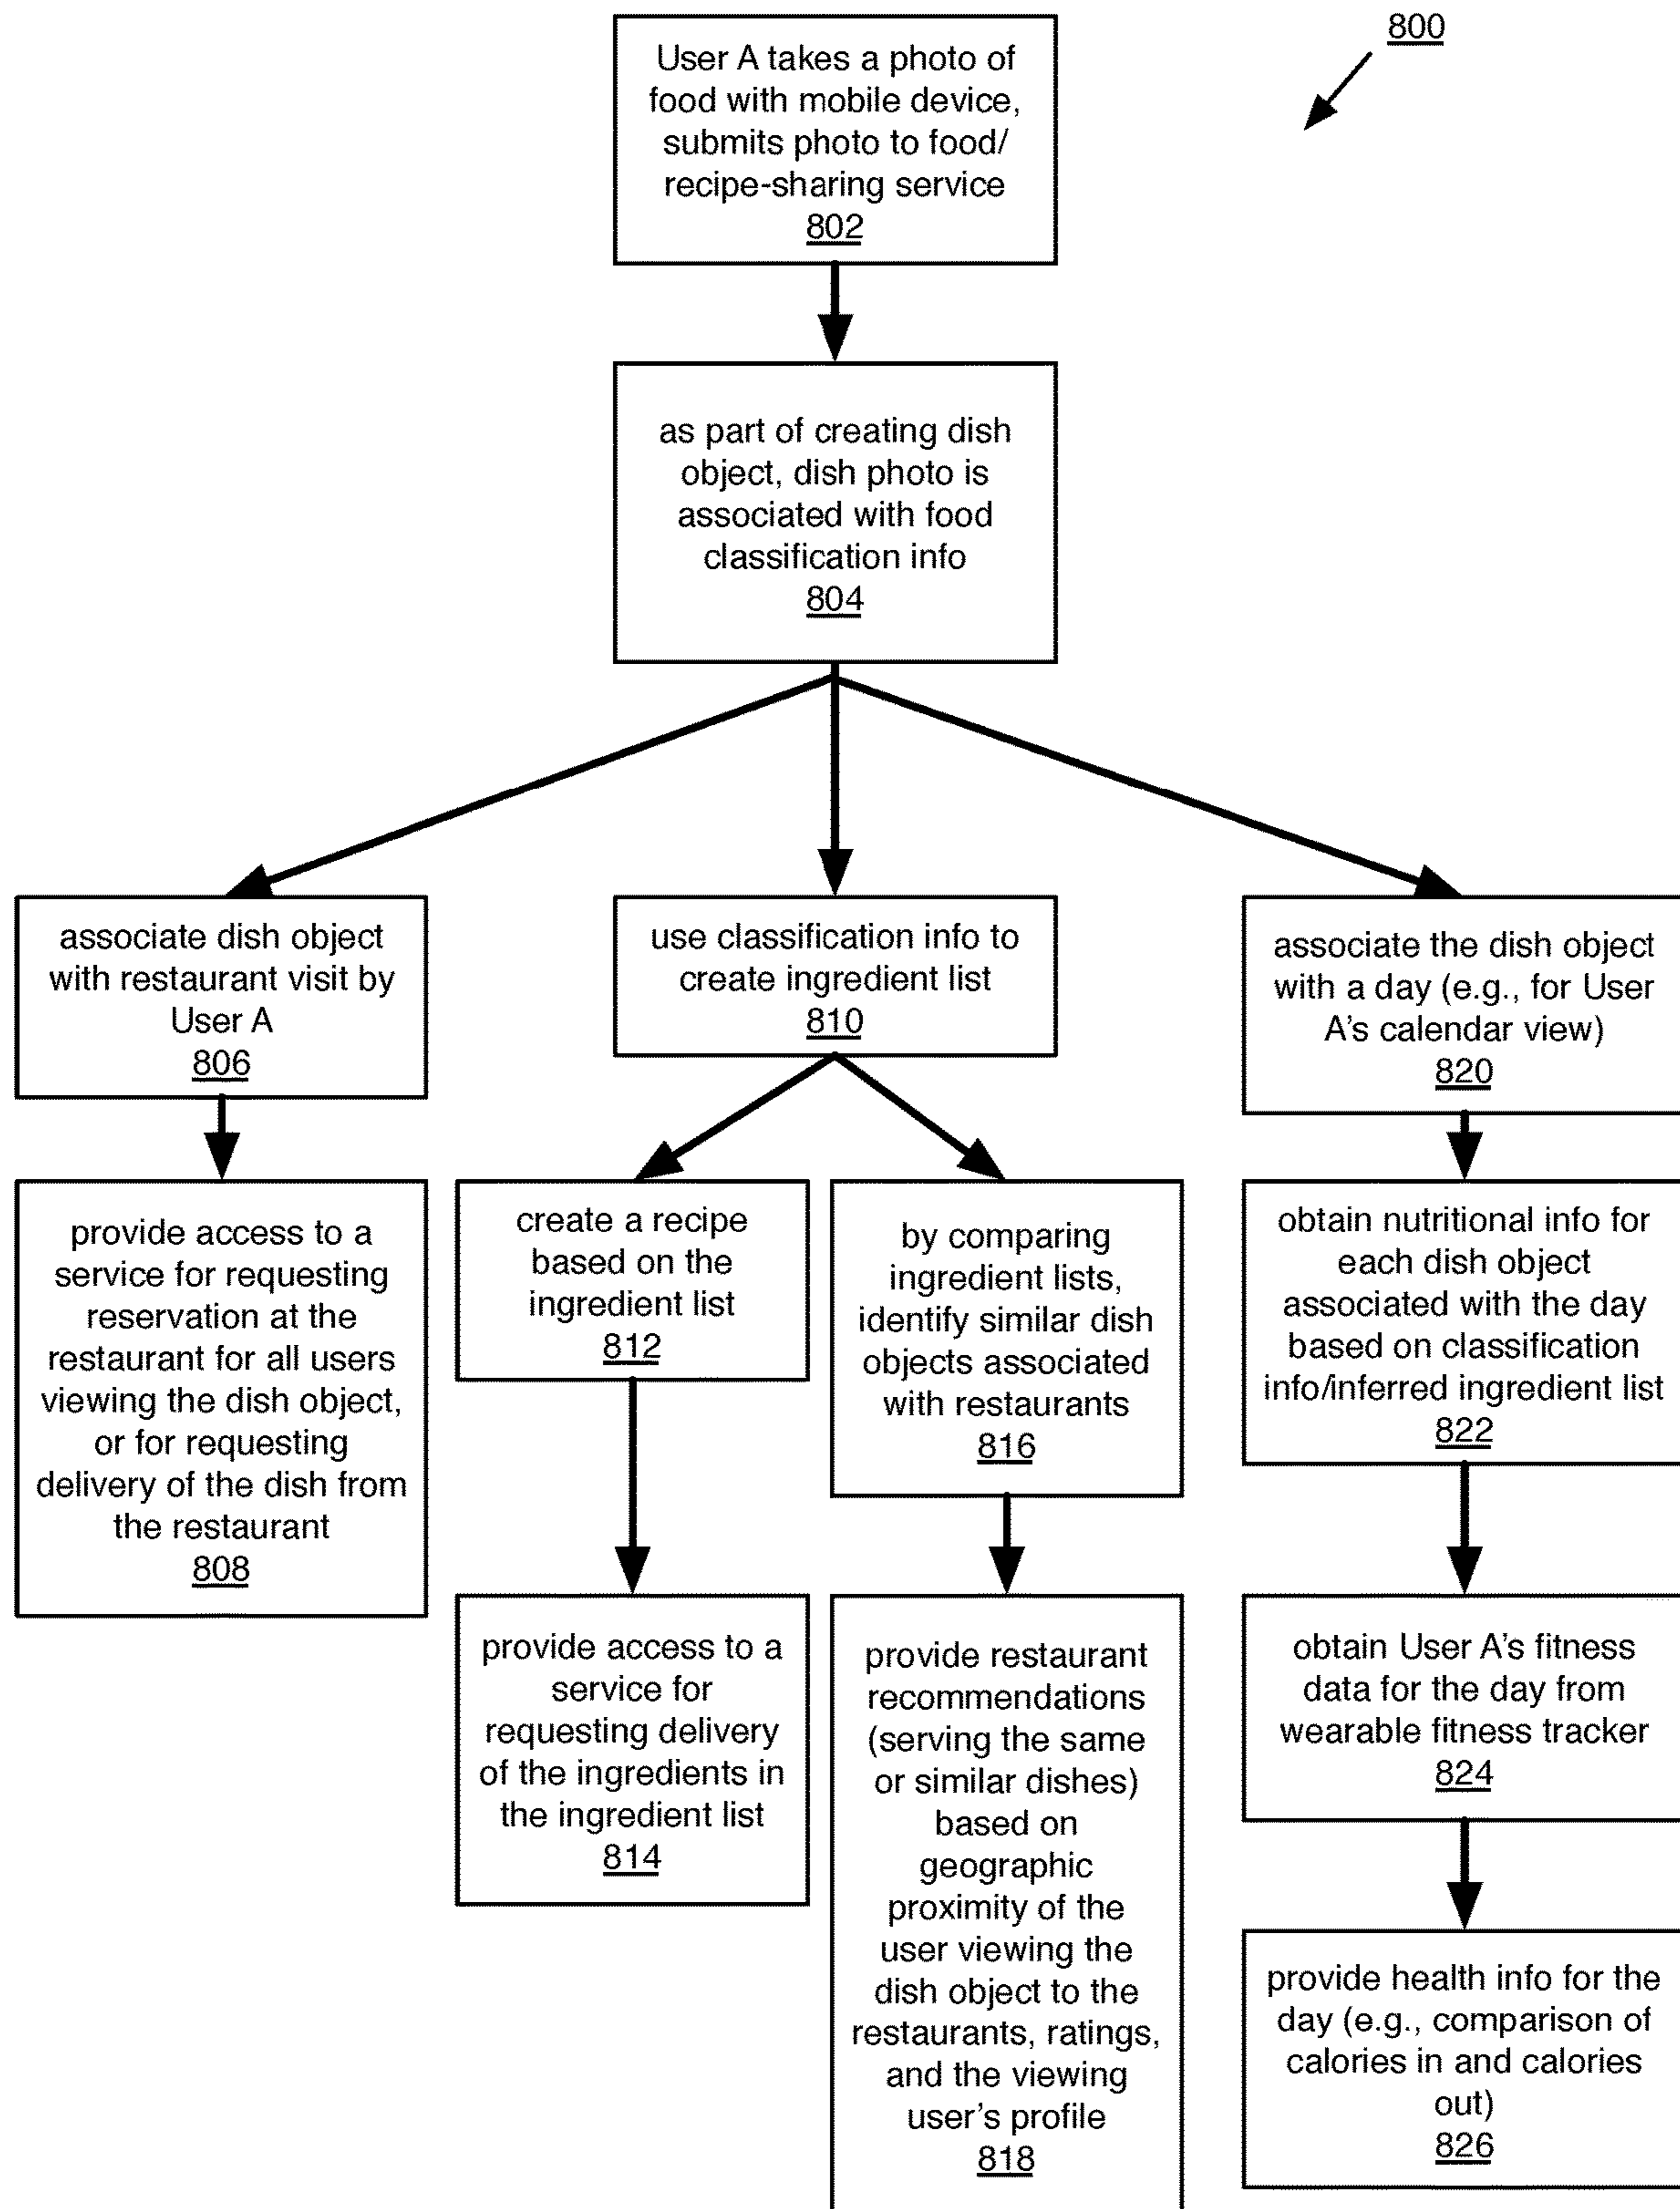 800
User A takes a photo of
food with mobile device,
submits photo to food/
recipe-sharing service
802
as part of creating dish
object, dish photo is
associated with food
classification info
804
associate dish object
with restaurant visit by
User A
806
use classification info to
create ingredient list
810
associate the dish object
with a day (e.g., for User
A's calendar view)
820
provide access to a
service for requesting
reservation at the
restaurant for all users
viewing the dish object,
or for requesting
delivery of the dish from
the restaurant
808
create a recipe
based on the
ingredient list
812
by comparing
ingredient lists,
identify similar dish
objects associated
with restaurants
816
obtain nutritional info for
each dish object
associated with the day
based on classification
info/inferred ingredient list
822
provide access to a
service for
requesting delivery
of the ingredients in
the ingredient list
814
provide restaurant
recommendations
(serving the same
or similar dishes)
based on
geographic
proximity of the
user viewing the
dish object to the
restaurants, ratings,
and the viewing
user's profile
818
obtain User A's fitness
data for the day from
wearable fitness tracker
824
provide health info for the
day (e.g., comparison of
calories in and calories
out)
826